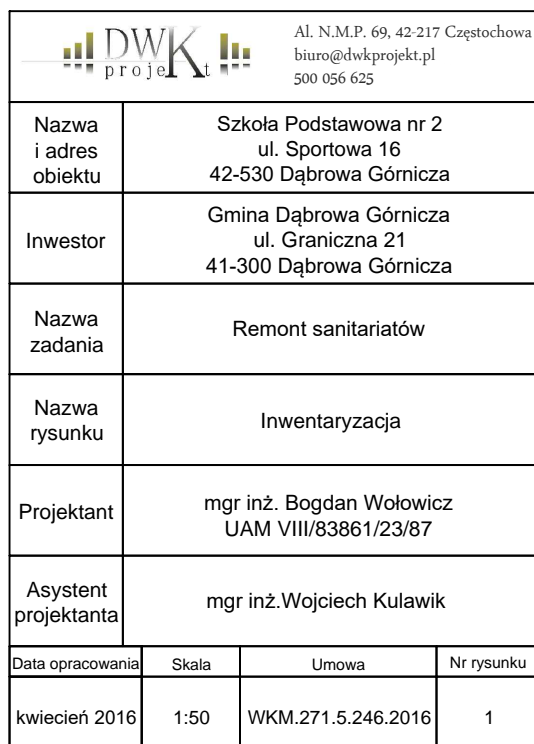 DWK
projekt
Al. N.M.P. 69, 42-217 Częstochowa
biuro@dwkprojekt.pl
500 056 625
Nazwa
i adres
obiektu
Szkoła Podstawowa nr 2
ul. Sportowa 16
42-530 Dąbrowa Górnicza
Inwestor
Gmina Dąbrowa Górnicza
ul. Graniczna 21
41-300 Dąbrowa Górnicza
Nazwa
zadania
Remont sanitariatów
Nazwa
rysunku
Inwentaryzacja
Projektant
mgr inż. Bogdan Wołowicz
UAM VIII/83861/23/87
Asystent
projektanta
mgr inż.Wojciech Kulawik
Data opracowania
Skala
Umowa
Nr rysunku
kwiecień 2016
1:50
WKM.271.5.246.2016
1